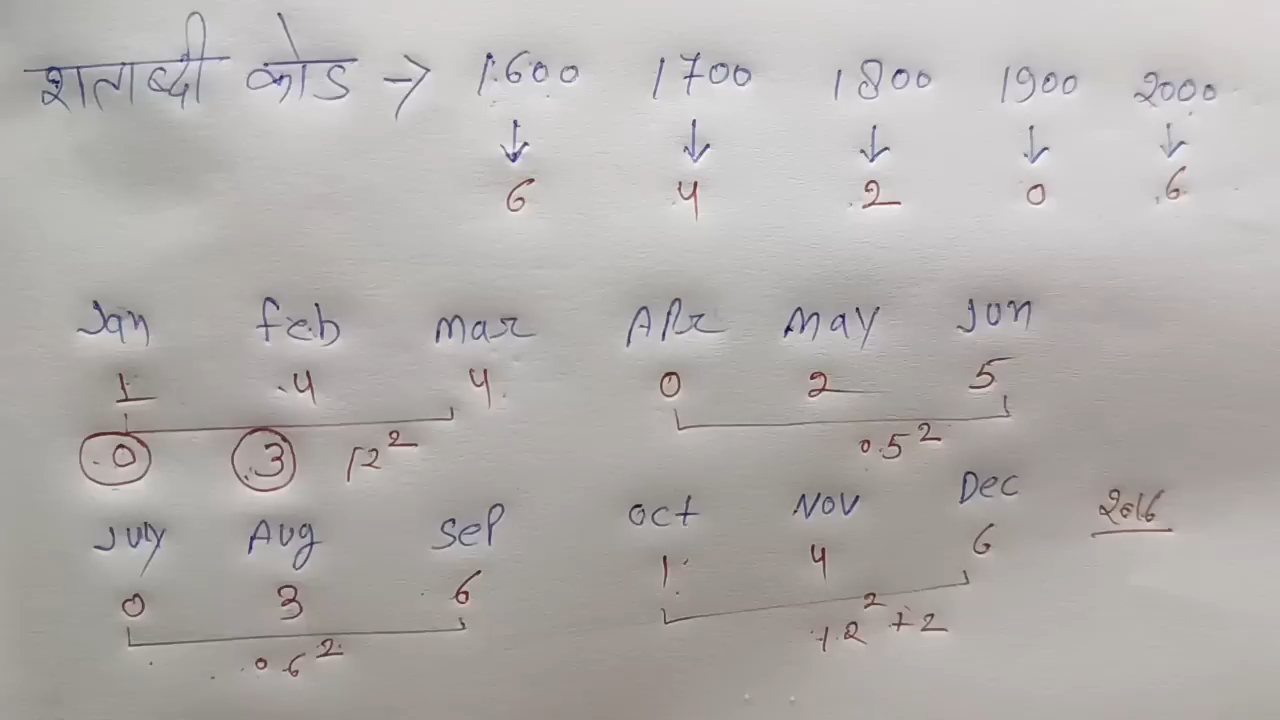 शताब्दी कोड → 1600 1700 1800 1900 2000
↓ ↓ ↓ ↓ ↓
6 4 2 0 6
Jan Feb Mar Apr May Jun
1 4 4 0 2 5
0 3 12² 05²
July Aug Sep Oct Nov Dec 2016
0 3 6 1 4 6
06² 12²+2